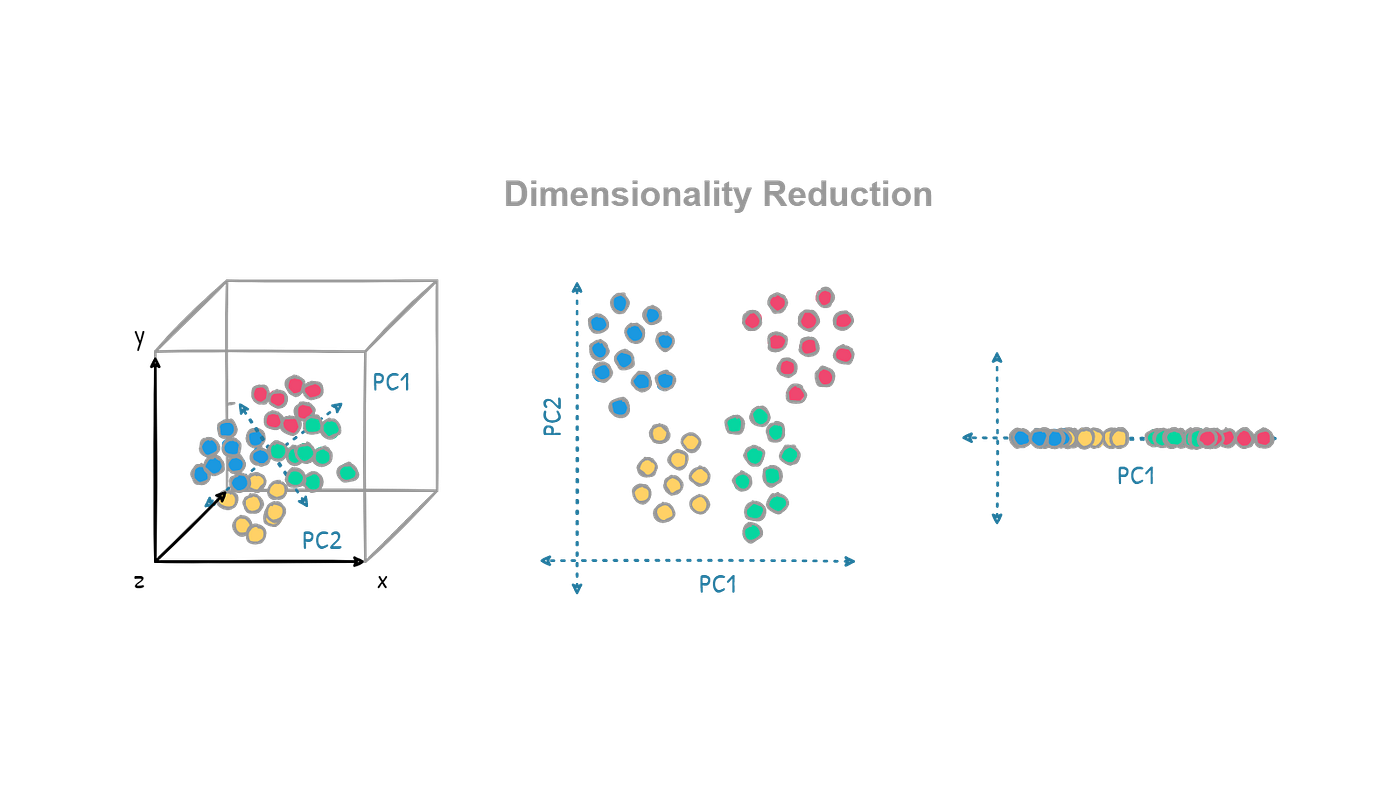 Dimensionality Reduction
y
PC1
PC2
z
x
PC2
PC1
PC1